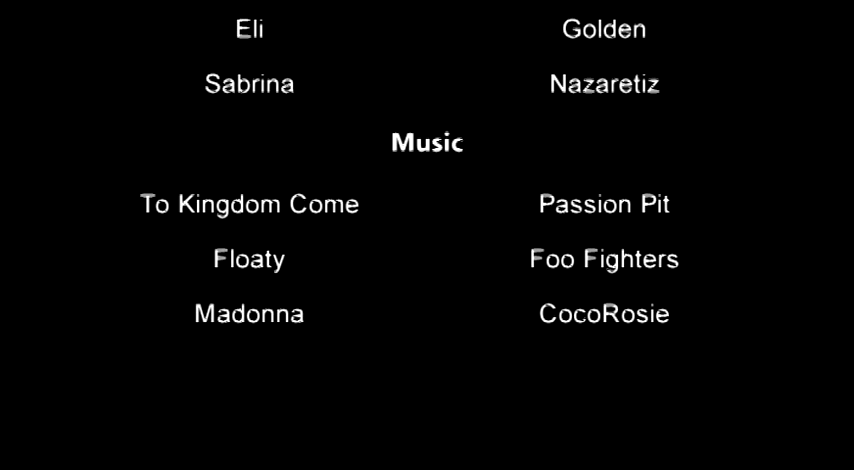 Eli Golden
Sabrina Nazaretiz
Music
To Kingdom Come Passion Pit
Floaty Foo Fighters
Madonna CocoRosie